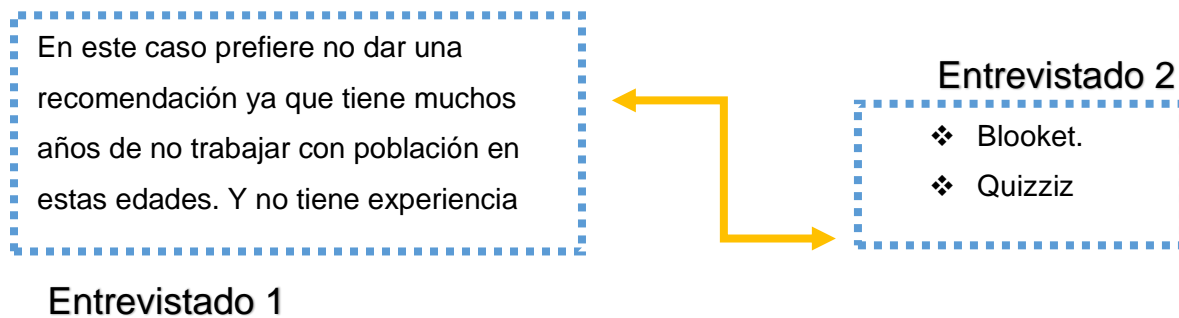 En este caso prefiere no dar una
recomendación ya que tiene muchos
años de no trabajar con población en
estas edades. Y no tiene experiencia
Entrevistado 1
Entrevistado 2
❖ Blooket.
❖ Quizziz